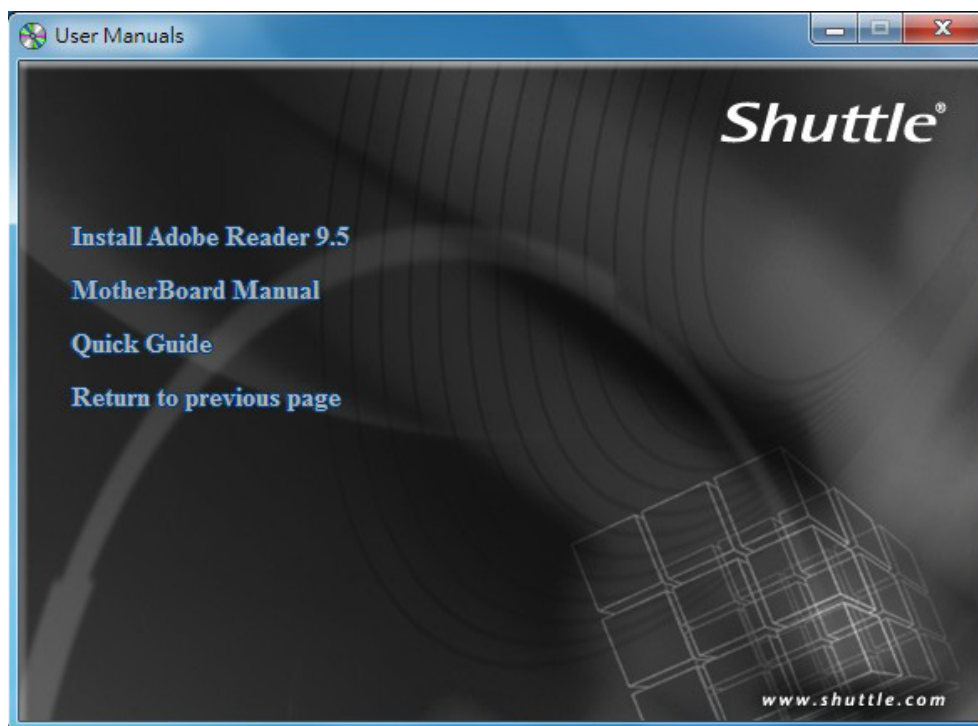 User Manuals
Shuttle®
Install Adobe Reader 9.5
MotherBoard Manual
Quick Guide
Return to previous page
www.shuttle.com